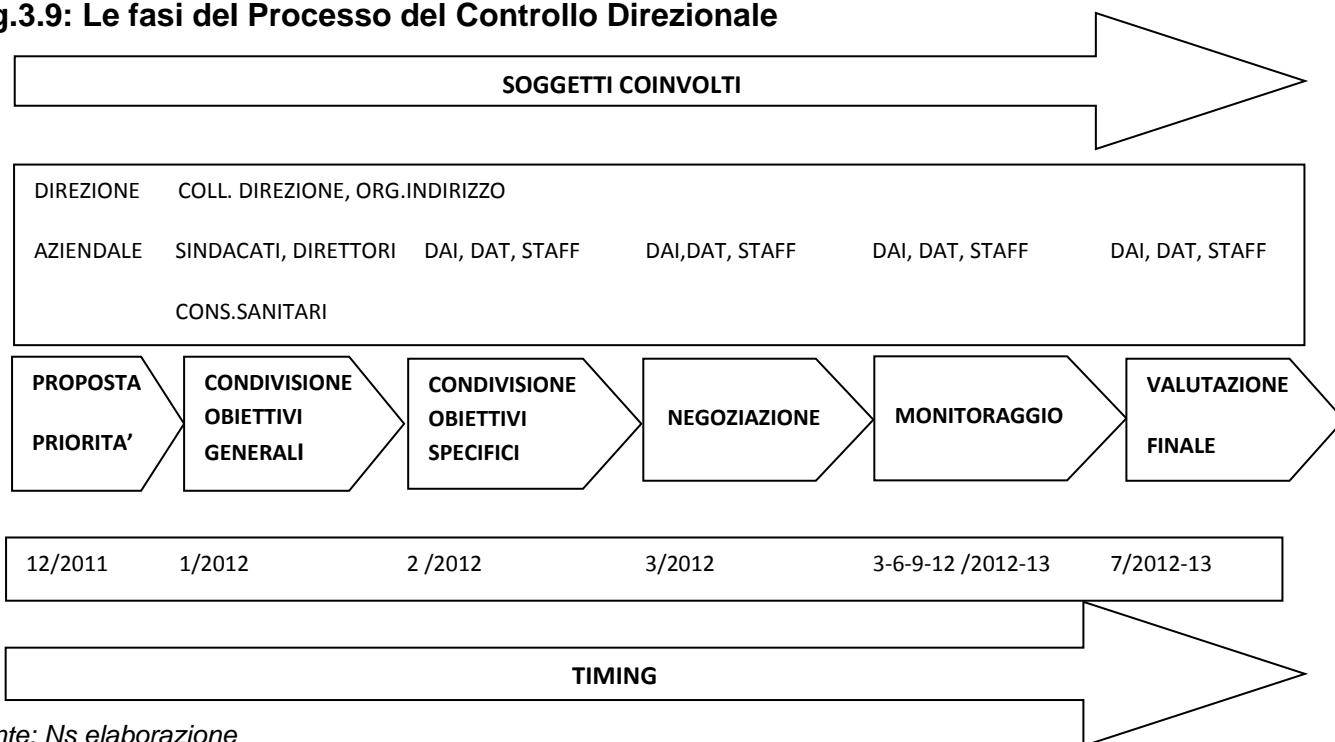 g.3.9: Le fasi del Processo del Controllo Direzionale
SOGGETTI COINVOLTI
DIREZIONE COLL. DIREZIONE, ORG.INDIRIZZO
AZIENDALE SINDACATI, DIRETTORI DAI, DAT, STAFF DAI,DAT, STAFF DAI, DAT, STAFF DAI, DAT, STAFF
CONS.SANITARI
PROPOSTA
PRIORITA’
CONDIVISIONE
OBIETTIVI
GENERALI
CONDIVISIONE
OBIETTIVI
SPECIFICI
NEGOZIAZIONE
MONITORAGGIO
VALUTAZIONE
FINALE
12/2011 1/2012 2 /2012 3/2012 3-6-9-12 /2012-13 7/2012-13
TIMING
nte: Ns elaborazione